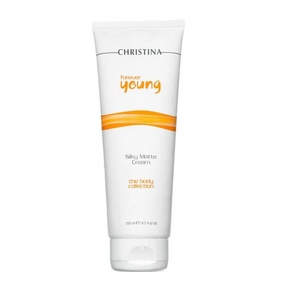 CHRISTINA
forever
young
Silky Matte
Cream
the body
collection